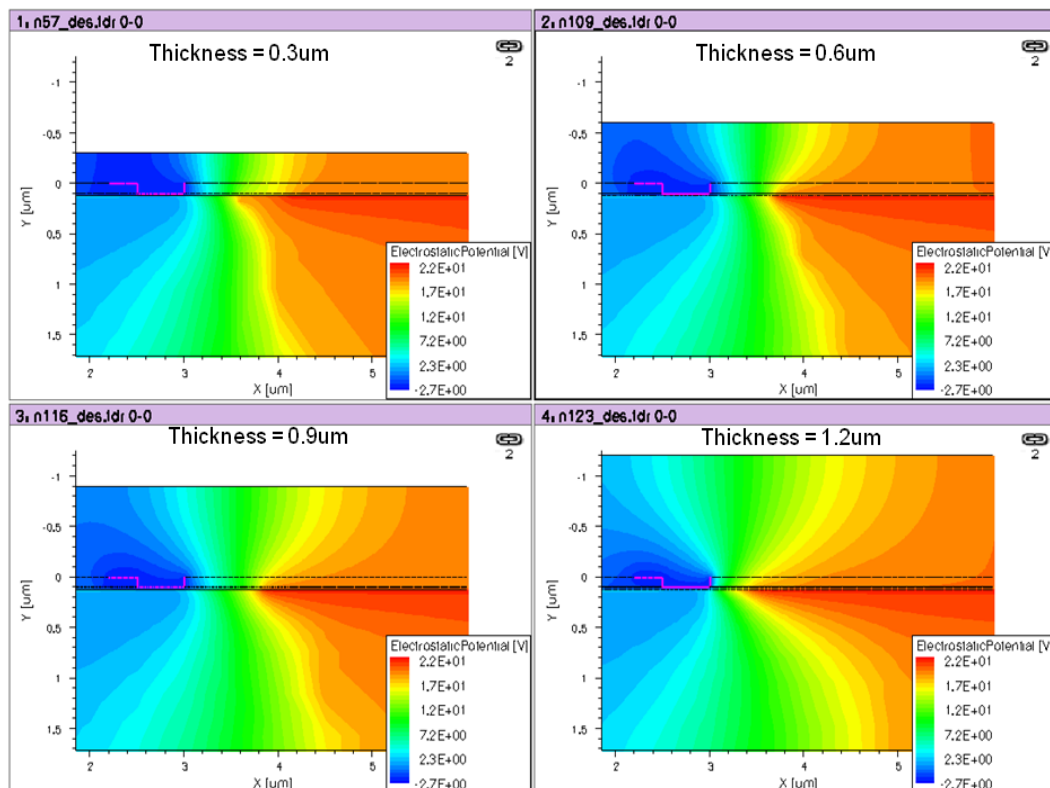 1: n57_des.tdr 0-0
Thickness = 0.3um
2
-1
-0.5
0
0.5
1
1.5
Y [um]
2
3
4
5
X [um]
ElectrostaticPotential [V]
2.2E+01
1.7E+01
1.2E+01
7.2E+00
2.3E+00
-2.7E+00
2: n109_des.tdr 0-0
Thickness = 0.6um
2
-1
-0.5
0
0.5
1
1.5
Y [um]
2
3
4
5
X [um]
ElectrostaticPotential [V]
2.2E+01
1.7E+01
1.2E+01
7.2E+00
2.3E+00
-2.7E+00
3: n116_des.tdr 0-0
Thickness = 0.9um
2
-1
-0.5
0
0.5
1
1.5
Y [um]
2
3
4
5
X [um]
ElectrostaticPotential [V]
2.2E+01
1.7E+01
1.2E+01
7.2E+00
2.3E+00
-2.7E+00
4: n123_des.tdr 0-0
Thickness = 1.2um
2
-1
-0.5
0
0.5
1
1.5
Y [um]
2
3
4
5
X [um]
ElectrostaticPotential [V]
2.2E+01
1.7E+01
1.2E+01
7.2E+00
2.3E+00
-2.7E+00